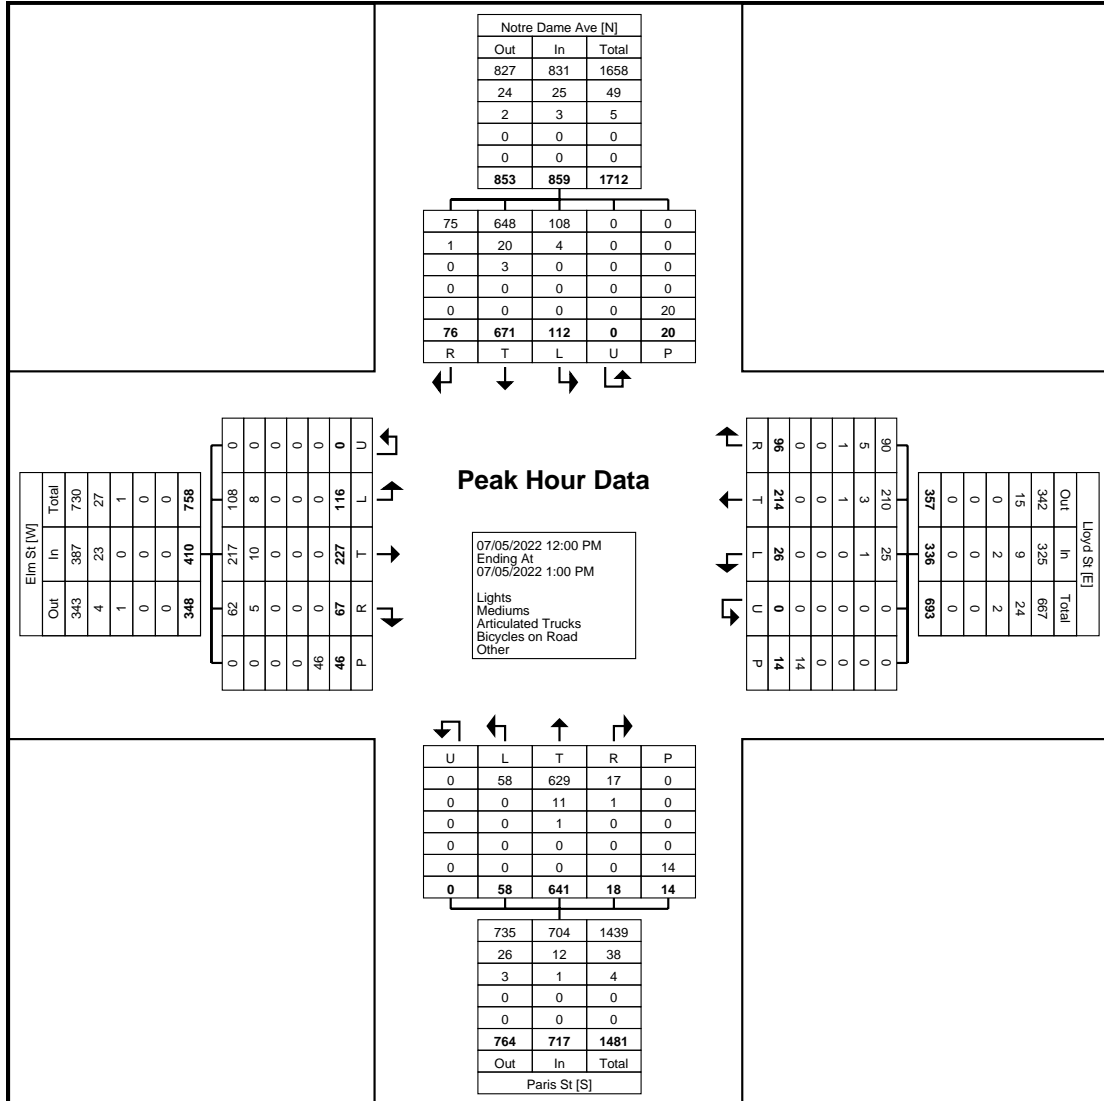 Notre Dame Ave [N]
Out In Total
827 831 1658
24 25 49
2 3 5
0 0 0
0 0 0
853 859 1712
75 648 108 0 0
1 20 4 0 0
0 3 0 0 0
0 0 0 0 0
0 0 0 0 20
76 671 112 0 20
R T L U P
Elm St [W]
Total 730 27 1 0 0 758
In 387 23 0 0 0 410
Out 343 4 1 0 0 348
0 0 0 0 0 0 U
108 8 0 0 0 116 L
217 10 0 0 0 227 T
62 5 0 0 0 67 R
0 0 0 0 46 46 P
Peak Hour Data
07/05/2022 12:00 PM
Ending At
07/05/2022 1:00 PM
Lights
Mediums
Articulated Trucks
Bicycles on Road
Other
R 96 0 0 1 5 90
T 214 0 0 1 3 210
L 26 0 0 0 1 25
U 0 0 0 0 0 0
P 14 14 0 0 0 0
357 0 0 0 15 342 Out
336 0 0 2 9 325 In
693 0 0 2 24 667 Total
Lloyd St [E]
U L T R P
0 58 629 17 0
0 0 11 1 0
0 0 1 0 0
0 0 0 0 0
0 0 0 0 14
0 58 641 18 14
735 704 1439
26 12 38
3 1 4
0 0 0
0 0 0
764 717 1481
Out In Total
Paris St [S]